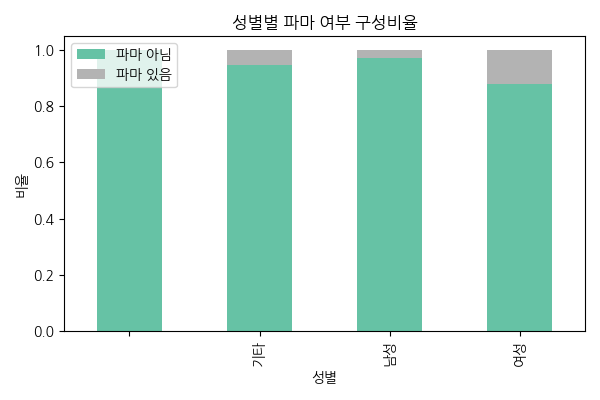 성별별 파마 여부 구성비율
파마 아님
파마 있음
1.0
0.8
0.6
0.4
0.2
0.0
비율
기타
남성
여성
성별